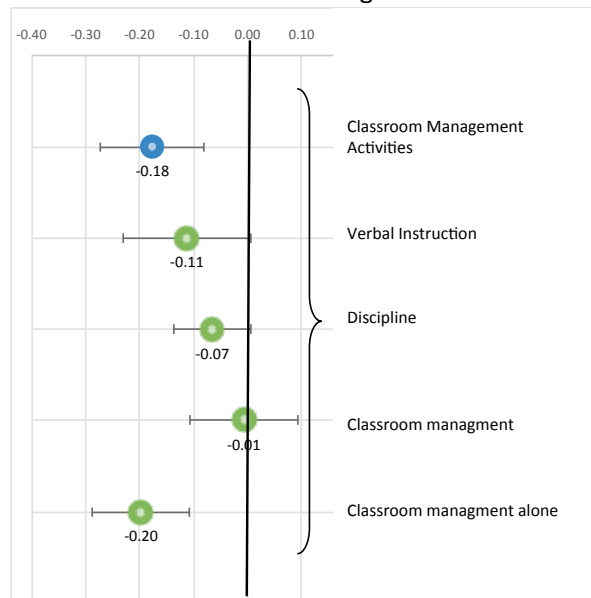 -0.40 -0.30 -0.20 -0.10 0.00 0.10
Classroom Management
Activities
-0.18
Verbal Instruction
-0.11
Discipline
-0.07
Classroom managment
-0.01
Classroom managment alone
-0.20